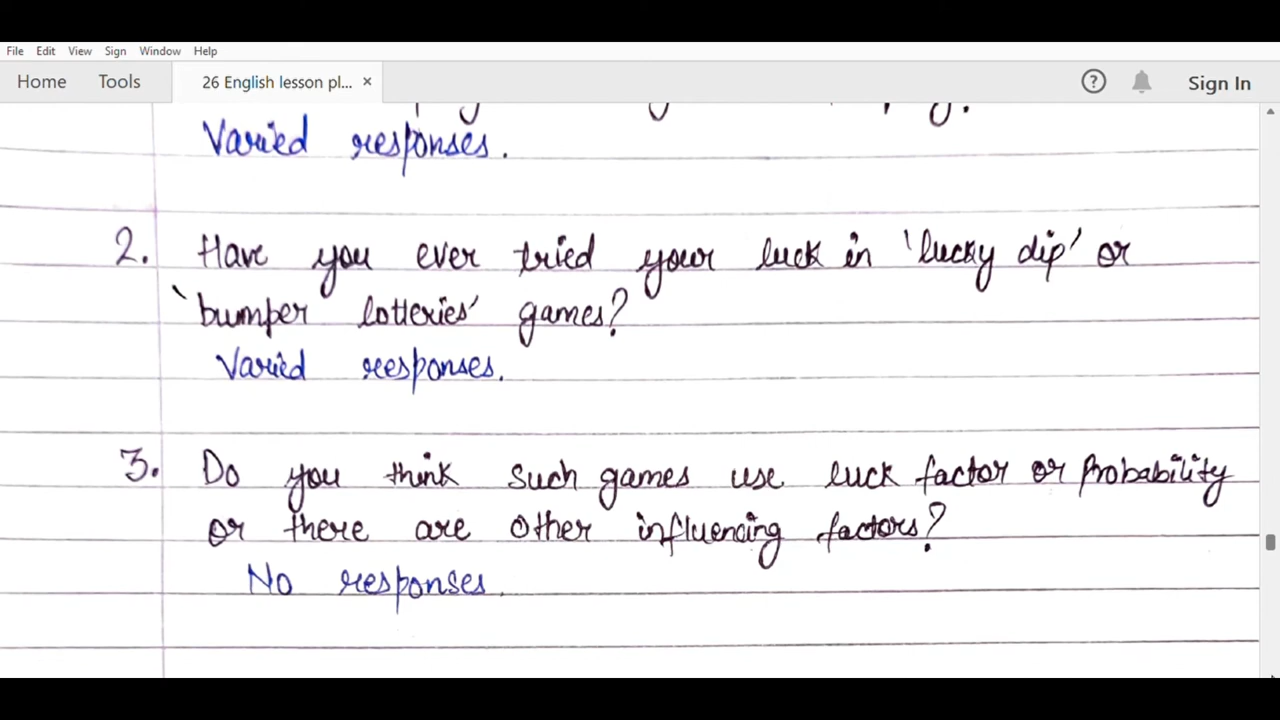 File Edit View Sign Window Help
Home Tools 26 English lesson pl... × ? Sign In
Varied responses.
2. Have you ever tried your luck in 'lucky dip' or
'bumper lotteries' games?
Varied responses.
3. Do you think such games use luck factor or Probability
or there are other influencing factors?
No responses.